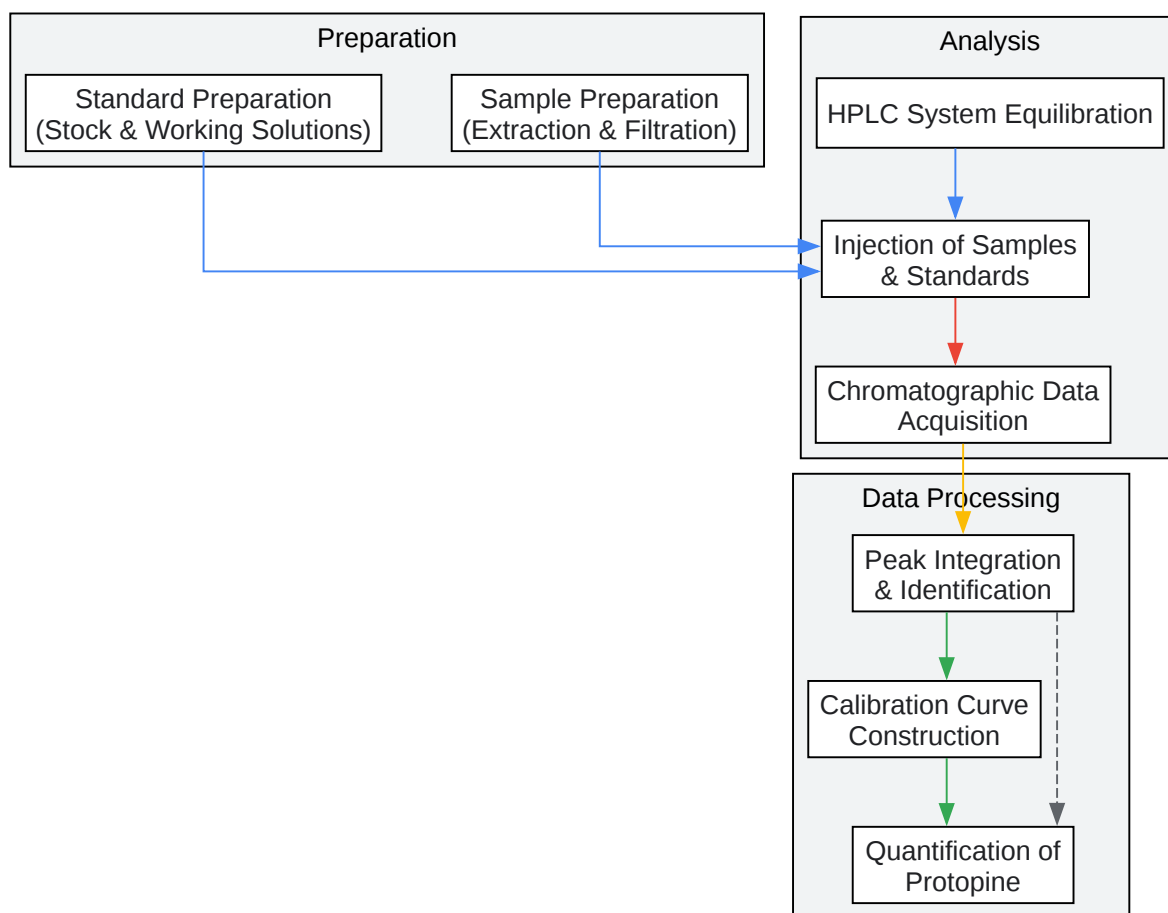 Preparation
Standard Preparation
(Stock & Working Solutions)
Sample Preparation
(Extraction & Filtration)
Analysis
HPLC System Equilibration
Injection of Samples
& Standards
Chromatographic Data
Acquisition
Data Processing
Peak Integration
& Identification
Calibration Curve
Construction
Quantification of
Protopine